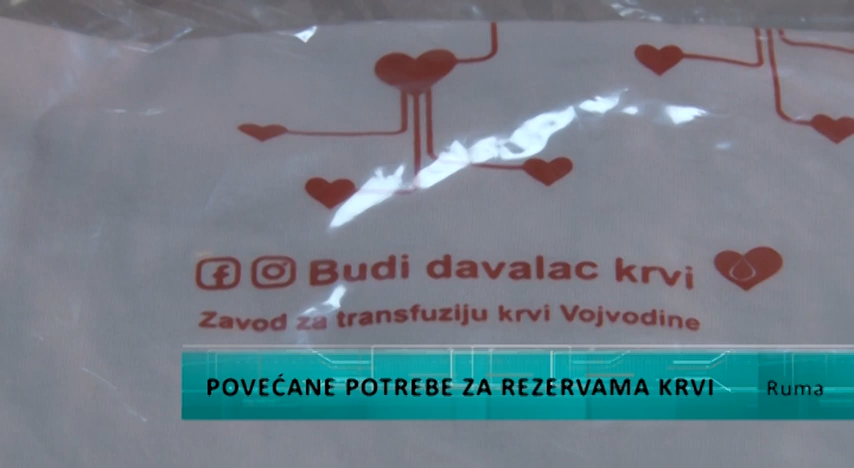 Budi davalac krvi
Zavod za transfuziju krvi Vojvodine
POVEĆANE POTREBE ZA REZERVAMA KRVI Ruma